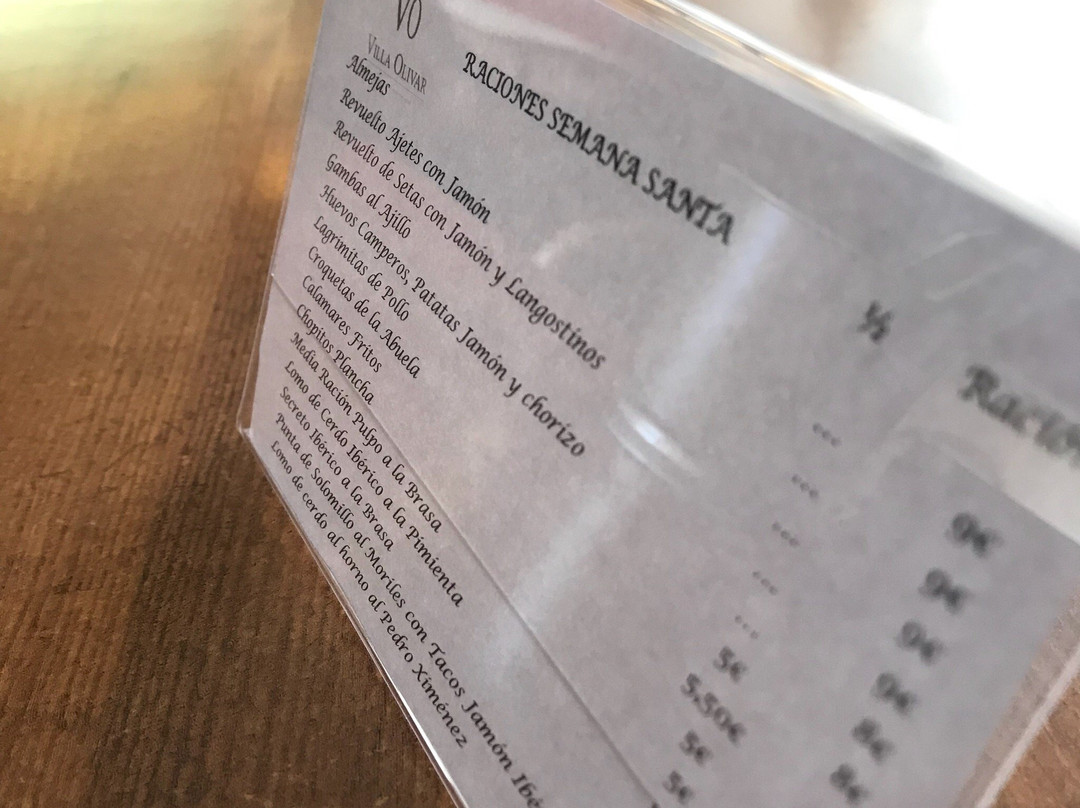 VO
VILLA OLIVAR
RACIONES SEMANA SANTA
½
Almejas --- 9€
Revuelto Ajetes con Jamón --- 9€
Revuelto de Setas con Jamón y Langostinos --- 9€
Gambas al Ajillo --- 9€
Huevos Camperos, Patatas Jamón y chorizo --- 8€
Lagrimitas de Pollo 5€ 8€
Croquetas de la Abuela 5.50€
Calamares Fritos 5€
Chopitos Plancha 5€
Media Ración Pulpo a la Brasa
Lomo de Cerdo Ibérico a la Pimienta
Secreto Ibérico a la Brasa
Punta de Solomillo al Moriles con Tacos Jamón
Lomo de cerdo al horno al Pedro Ximénez